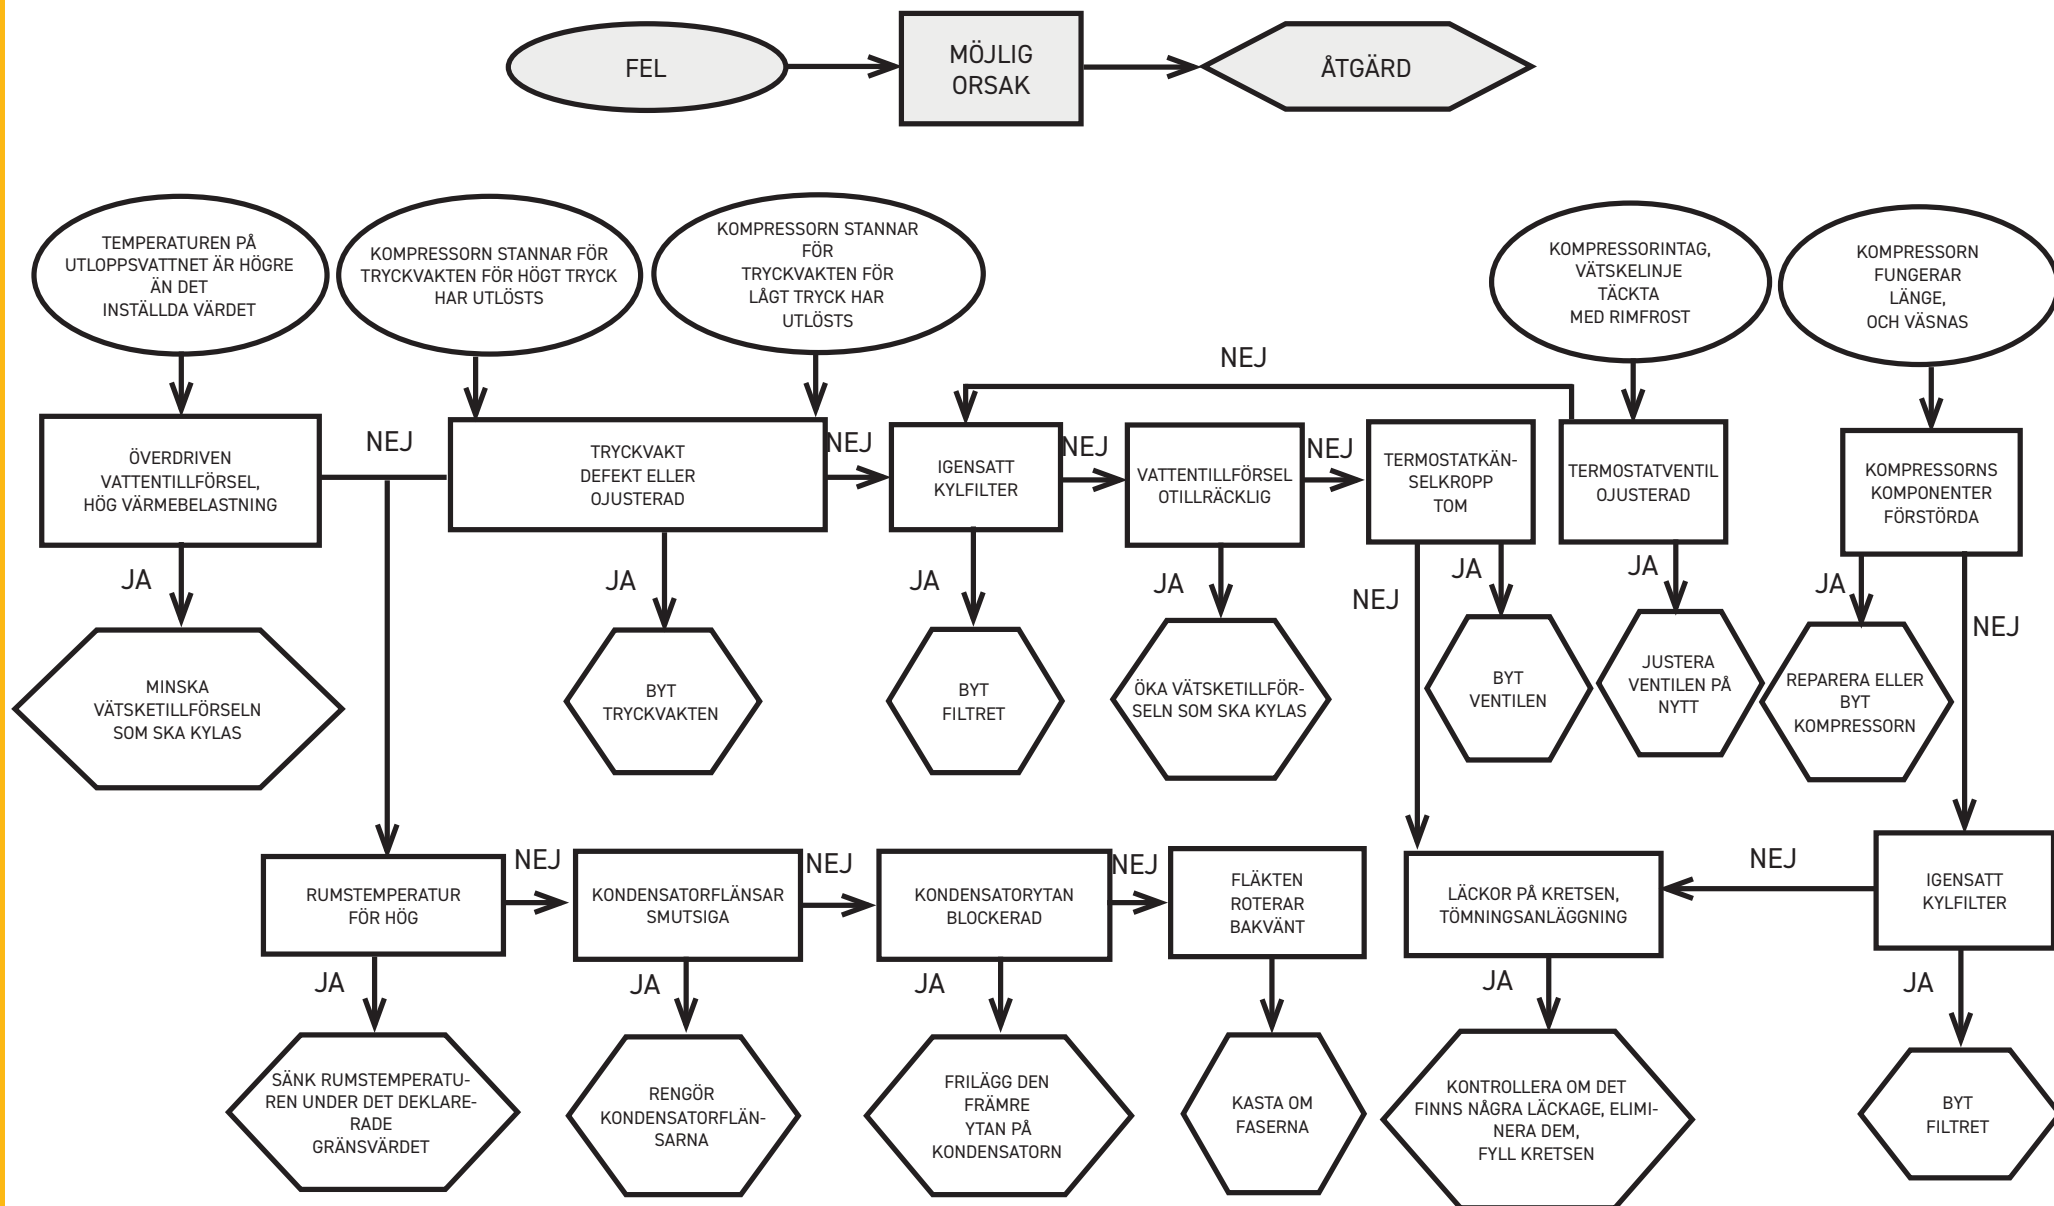 FEL
MÖJLIG
ORSAK
ÅTGÄRD
TEMPERATUREN PÅ
UTLOPPSVATTNET ÄR HÖGRE
ÄN DET
INSTÄLLDA VÄRDET
KOMPRESSORN STANNAR FÖR
TRYCKVAKTEN FÖR HÖGT TRYCK
HAR UTLÖSTS
KOMPRESSORN STANNAR
FÖR
TRYCKVAKTEN FÖR
LÅGT TRYCK HAR
UTLÖSTS
KOMPRESSORINTAG,
VÄTSKELINJE
TÄCKTA
MED RIMFROST
KOMPRESSORN
FUNGERAR
LÄNGE,
OCH VÄSNAS
NEJ
ÖVERDRIVEN
VATTENTILLFÖRSEL,
HÖG VÄRMEBELASTNING
NEJ
TRYCKVAKT
DEFEKT ELLER
OJUSTERAD
NEJ
IGENSATT
KYLFILTER
NEJ
VATTENTILLFÖRSEL
OTILLRÄCKLIG
NEJ
TERMOSTATKÄN-
SELKROPP
TOM
TERMOSTATVENTIL
OJUSTERAD
KOMPRESSORNS
KOMPONENTER
FÖRSTÖRDA
JA
JA
JA
JA
NEJ
JA
JA
JA
NEJ
MINSKA
VÄTSKETILLFÖRSELN
SOM SKA KYLAS
BYT
TRYCKVAKTEN
BYT
FILTRET
ÖKA VÄTSKETILLFÖR-
SELN SOM SKA KYLAS
BYT
VENTILEN
JUSTERA
VENTILEN PÅ
NYTT
REPARERA ELLER
BYT
KOMPRESSORN
RUMSTEMPERATUR
FÖR HÖG
NEJ
KONDENSATORFLÄNSAR
SMUTSIGA
NEJ
KONDENSATORYTAN
BLOCKERAD
NEJ
FLÄKTEN
ROTERAR
BAKVÄNT
LÄCKOR PÅ KRETSEN,
TÖMNINGSANLÄGGNING
NEJ
IGENSATT
KYLFILTER
JA
JA
JA
JA
JA
SÄNK RUMSTEMPERATU-
REN UNDER DET DEKLARE-
RADE
GRÄNSVÄRDET
RENGÖR
KONDENSATORFLÄN-
SARNA
FRILÄGG DEN
FRÄMRE
YTAN PÅ
KONDENSATORN
KASTA OM
FASERNA
KONTROLLERA OM DET
FINNS NÅGRA LÄCKAGE, ELIMI-
NERA DEM,
FYLL KRETSEN
BYT
FILTRET